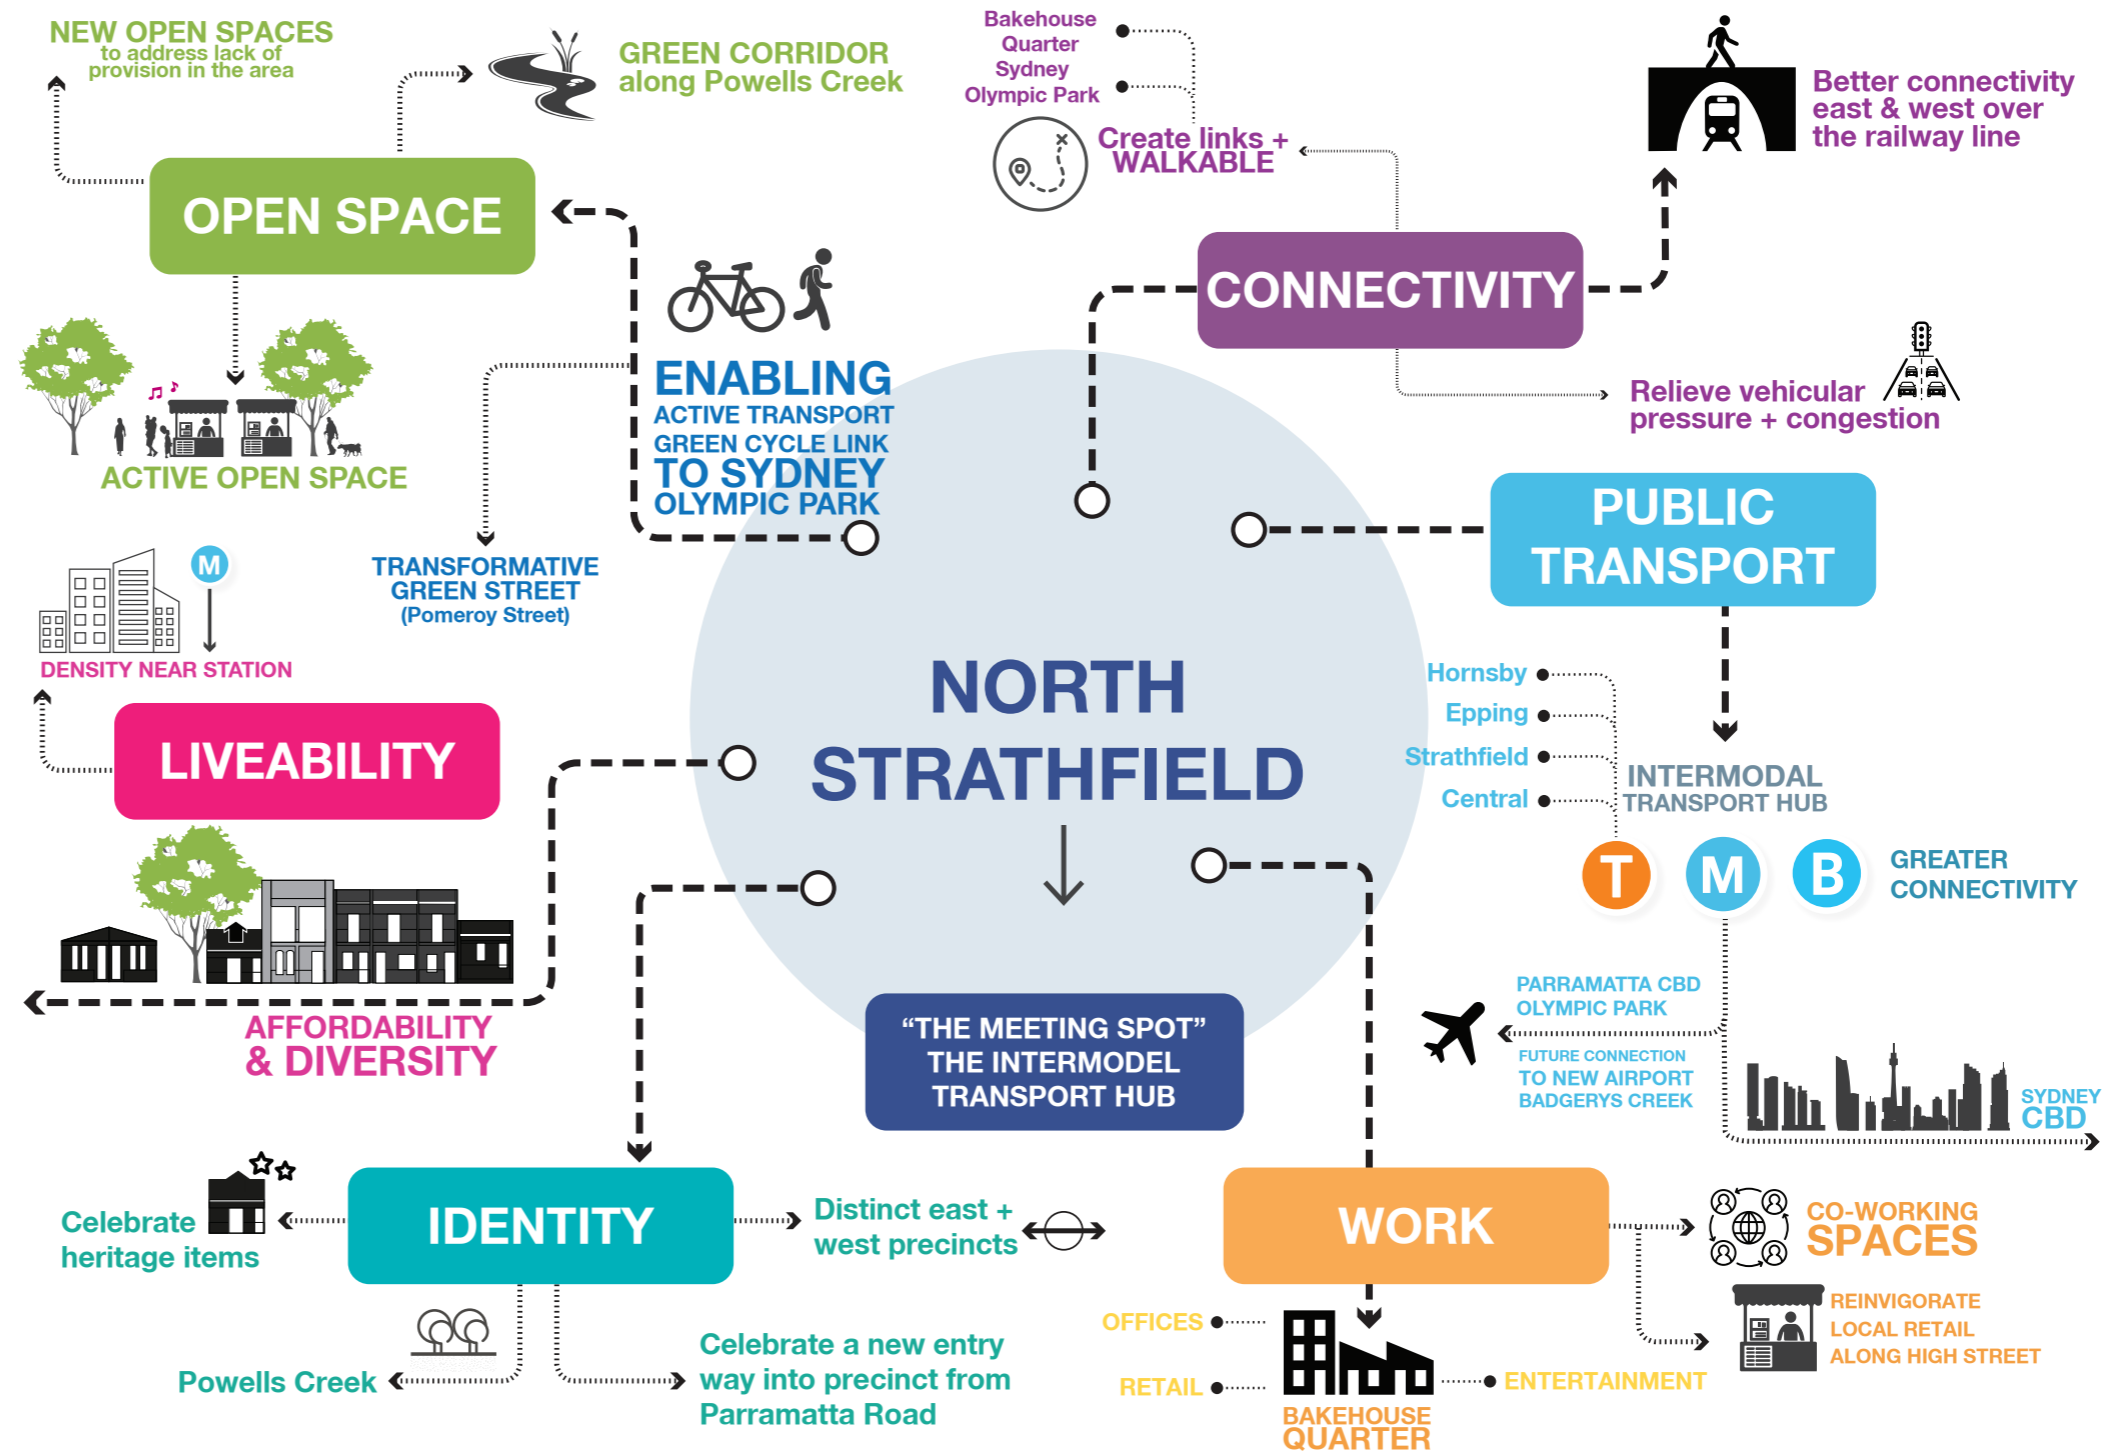 NEW OPEN SPACES
to address lack of
provision in the area
GREEN CORRIDOR
along Powells Creek
OPEN SPACE
ACTIVE OPEN SPACE
ENABLING
ACTIVE TRANSPORT
GREEN CYCLE LINK
TO SYDNEY
OLYMPIC PARK
TRANSFORMATIVE
GREEN STREET
(Pomeroy Street)
Bakehouse
Quarter
Sydney
Olympic Park
Create links +
WALKABLE
Better connectivity
east & west over
the railway line
CONNECTIVITY
Relieve vehicular
pressure + congestion
PUBLIC
TRANSPORT
Hornsby
Epping
Strathfield
Central
INTERMODAL
TRANSPORT HUB
T
M
B
GREATER
CONNECTIVITY
PARRAMATTA CBD
OLYMPIC PARK
FUTURE CONNECTION
TO NEW AIRPORT
BADGERYS CREEK
SYDNEY
CBD
M
DENSITY NEAR STATION
LIVEABILITY
AFFORDABILITY
& DIVERSITY
NORTH
STRATHFIELD
“THE MEETING SPOT”
THE INTERMODEL
TRANSPORT HUB
IDENTITY
Celebrate
heritage items
Distinct east +
west precincts
Powells Creek
Celebrate a new entry
way into precinct from
Parramatta Road
WORK
CO-WORKING
SPACES
REINVIGORATE
LOCAL RETAIL
ALONG HIGH STREET
OFFICES
RETAIL
ENTERTAINMENT
BAKEHOUSE
QUARTER